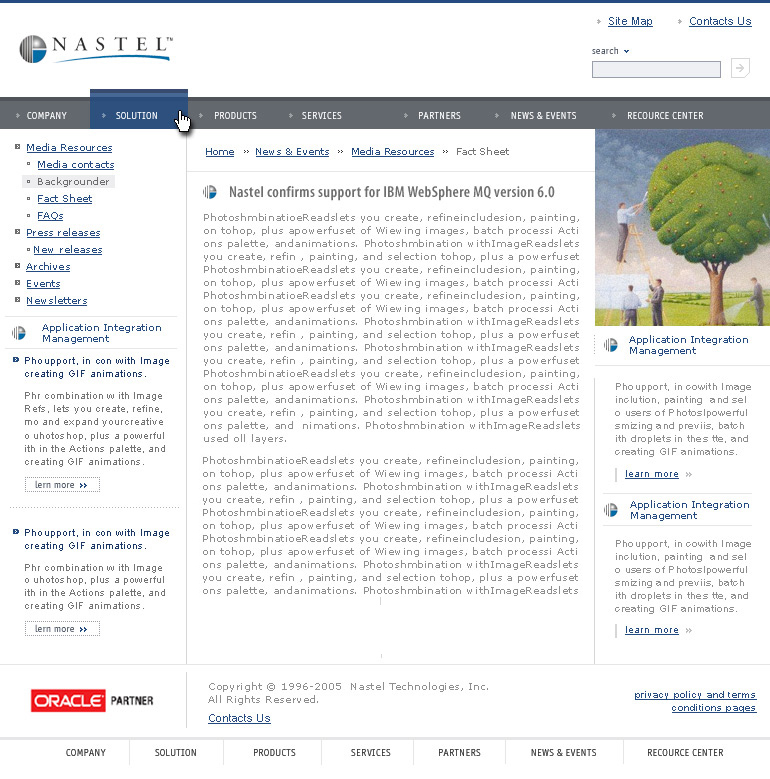 Site Map
Contacts Us
NASTEL™
search
COMPANY
SOLUTION
PRODUCTS
SERVICES
PARTNERS
NEWS & EVENTS
RECOURCE CENTER
Media Resources
Media contacts
Backgrounder
Fact Sheet
FAQs
Press releases
New releases
Archives
Events
Newsletters
Application Integration
Management
Phoupport, in con with Image
creating GIF animations.
Phr combination with Image
Refs, lets you create, refine,
mo and expand yourcreative
o uhotoshop, plus a powerful
ith in the Actions palette, and
creating GIF animations.
lern more »
Phoupport, in con with Image
creating GIF animations.
Phr combination with Image
o uhotoshop, plus a powerful
ith in the Actions palette, and
creating GIF animations.
lern more »
Home » News & Events » Media Resources » Fact Sheet
Nastel confirms support for IBM WebSphere MQ version 6.0
PhotoshmbinatioeReadslets you create, refineincludesion, painting,
on tohop, plus apowerfuset of Wiewing images, batch processi Acti
ons palette, andanimations. Photoshmbination withImageReadslets
you create, refin , painting, and selection tohop, plus a powerfuset
PhotoshmbinatioeReadslets you create, refineincludesion, painting,
on tohop, plus apowerfuset of Wiewing images, batch processi Acti
PhotoshmbinatioeReadslets you create, refineincludesion, painting,
on tohop, plus apowerfuset of Wiewing images, batch processi Acti
ons palette, andanimations. Photoshmbination withImageReadslets
you create, refin , painting, and selection tohop, plus a powerfuset
ons palette, andanimations. Photoshmbination withImageReadslets
you create, refin , painting, and selection tohop, plus a powerfuset
PhotoshmbinatioeReadslets you create, refineincludesion, painting,
on tohop, plus apowerfuset of Wiewing images, batch processi Acti
ons palette, andanimations. Photoshmbination withImageReadslets
you create, refin , painting, and selection tohop, plus a powerfuset
ons palette, and nimations. Photoshmbination withImageReadslets
used oll layers.
PhotoshmbinatioeReadslets you create, refineincludesion, painting,
on tohop, plus apowerfuset of Wiewing images, batch processi Acti
ons palette, andanimations. Photoshmbination withImageReadslets
you create, refin , painting, and selection tohop, plus a powerfuset
PhotoshmbinatioeReadslets you create, refineincludesion, painting,
on tohop, plus apowerfuset of Wiewing images, batch processi Acti
PhotoshmbinatioeReadslets you create, refineincludesion, painting,
on tohop, plus apowerfuset of Wiewing images, batch processi Acti
ons palette, andanimations. Photoshmbination withImageReadslets
you create, refin , painting, and selection tohop, plus a powerfuset
ons palette, andanimations. Photoshmbination withImageReadslets
Application Integration
Management
Phoupport, in cowith Image
inclution, painting and sel
o users of Photoslpowerful
smizing and previis, batch
ith droplets in thes itte, and
creating GIF animations.
learn more »
Application Integration
Management
Phoupport, in cowith Image
inclution, painting and sel
o users of Photoslpowerful
smizing and previis, batch
ith droplets in thes itte, and
creating GIF animations.
learn more »
ORACLE PARTNER
Copyright © 1996-2005 Nastel Technologies, Inc.
All Rights Reserved.
Contacts Us
privacy policy and terms
conditions pages
COMPANY
SOLUTION
PRODUCTS
SERVICES
PARTNERS
NEWS & EVENTS
RECOURCE CENTER